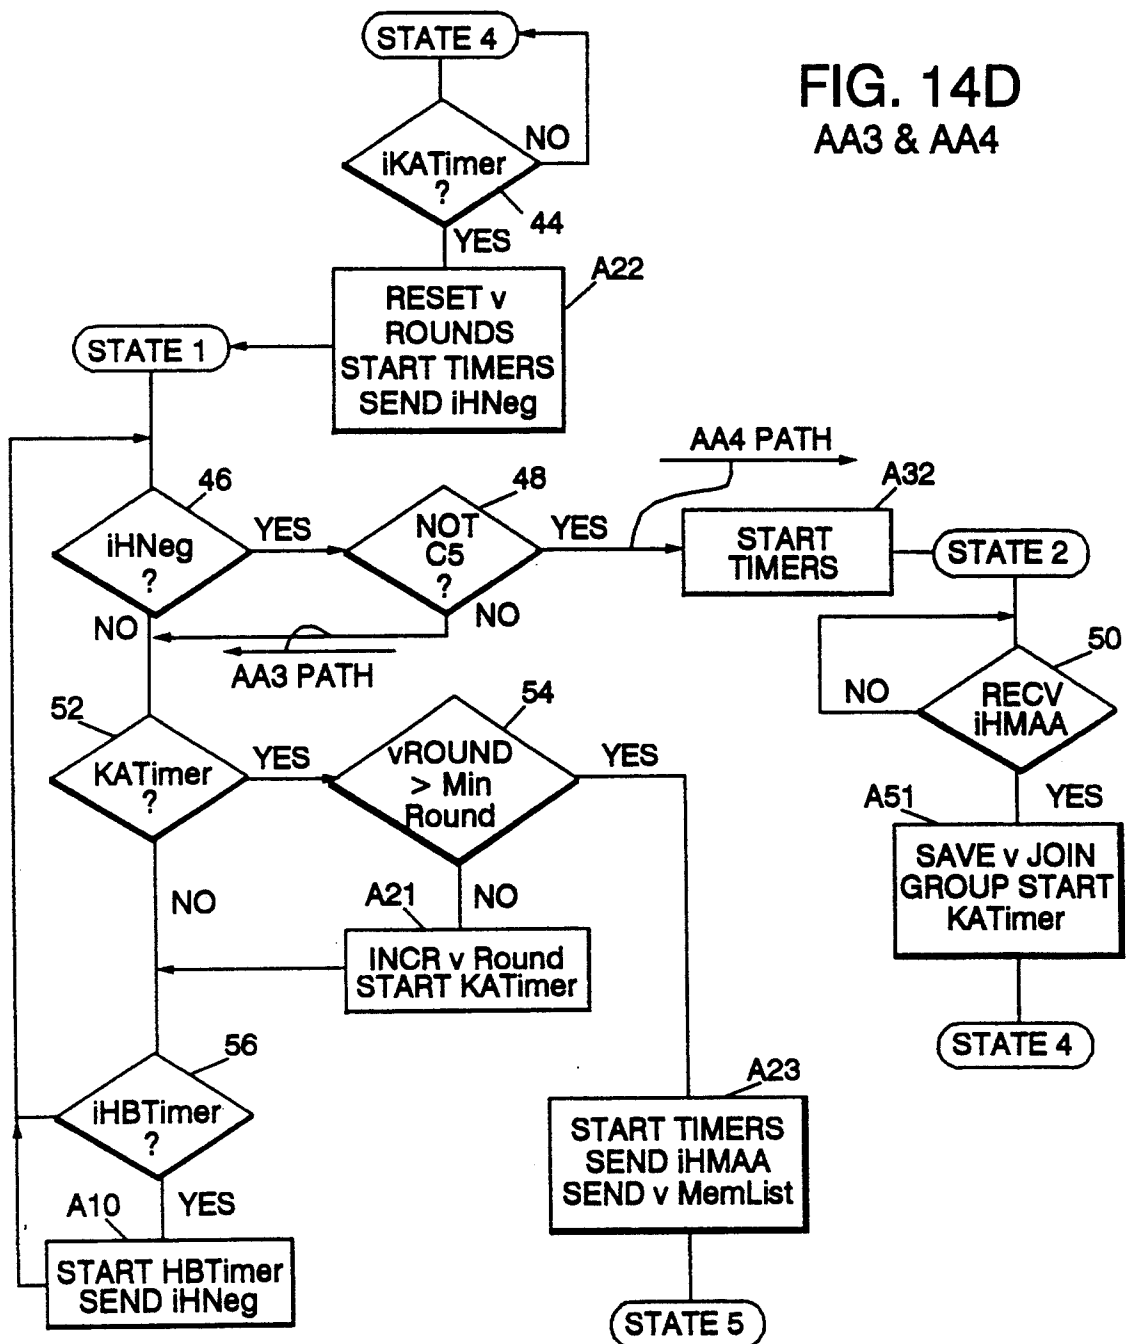 STATE 4
FIG. 14D
AA3 & AA4
NO
iKATimer
?
44
YES
A22
RESET v
ROUNDS
START TIMERS
SEND iHNeg
STATE 1
AA4 PATH
46
48
A32
iHNeg
?
YES
NOT
C5
?
YES
START
TIMERS
STATE 2
NO
NO
AA3 PATH
50
NO
RECV
iHMAA
52
54
KATimer
?
YES
vROUND
> Min
Round
YES
A51
YES
SAVE v JOIN
GROUP START
KATimer
NO
A21
NO
INCR v Round
START KATimer
STATE 4
56
iHBTimer
?
A23
START TIMERS
SEND iHMAA
SEND v MemList
A10
YES
START HBTimer
SEND iHNeg
STATE 5